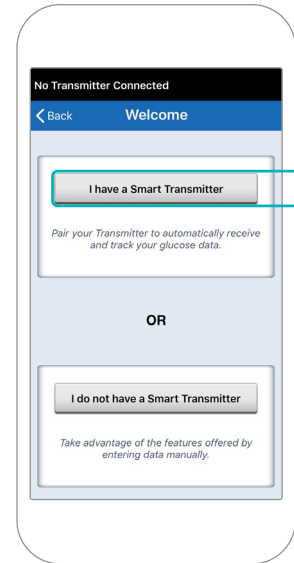 No Transmitter Connected
Back
Welcome
I have a Smart Transmitter
Pair your Transmitter to automatically receive
and track your glucose data.
OR
I do not have a Smart Transmitter
Take advantage of the features offered by
entering data manually.